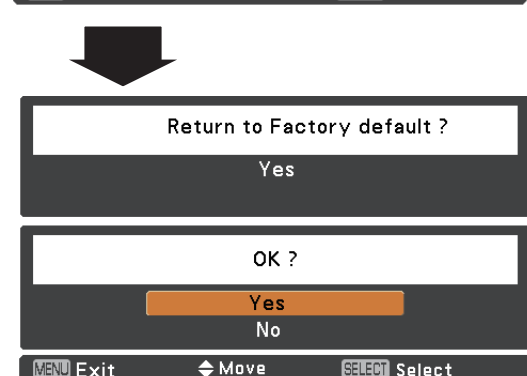 Return to Factory default ?
Yes
OK ?
Yes
No
MENU Exit Move SELECT Select